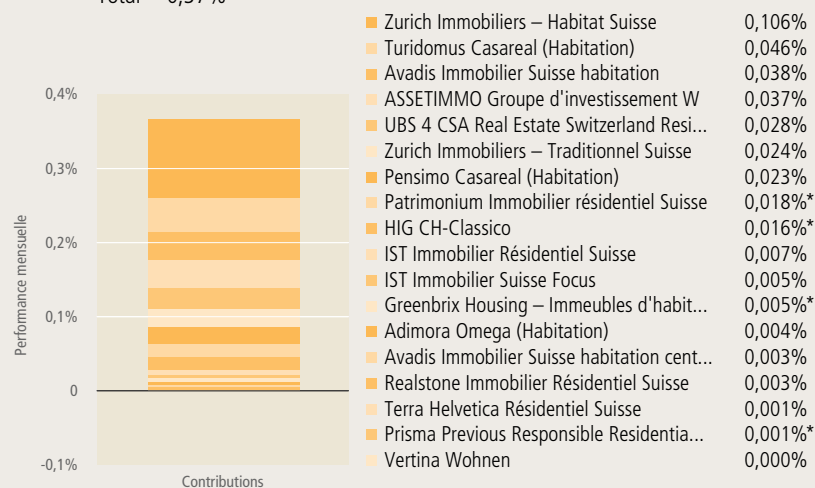 Zurich Immobiliers – Habitat Suisse 0,106%
Turidomus Casareal (Habitation) 0,046%
Avadis Immobilier Suisse habitation 0,038%
ASSETIMMO Groupe d'investissement W 0,037%
UBS 4 CSA Real Estate Switzerland Resi... 0,028%
Zurich Immobiliers – Traditionnel Suisse 0,024%
Pensimo Casareal (Habitation) 0,023%
Patrimonium Immobilier résidentiel Suisse 0,018%*
HIG CH-Classico 0,016%*
IST Immobilier Résidentiel Suisse 0,007%
IST Immobilier Suisse Focus 0,005%
Greenbrix Housing – Immeubles d'habit... 0,005%*
Adimora Omega (Habitation) 0,004%
Avadis Immobilier Suisse habitation cent... 0,003%
Realstone Immobilier Résidentiel Suisse 0,003%
Terra Helvetica Résidentiel Suisse 0,001%
Prisma Previous Responsible Residentia... 0,001%*
Vertina Wohnen 0,000%
Performance mensuelle
0,4%
0,3%
0,2%
0,1%
0
-0,1%
Contributions